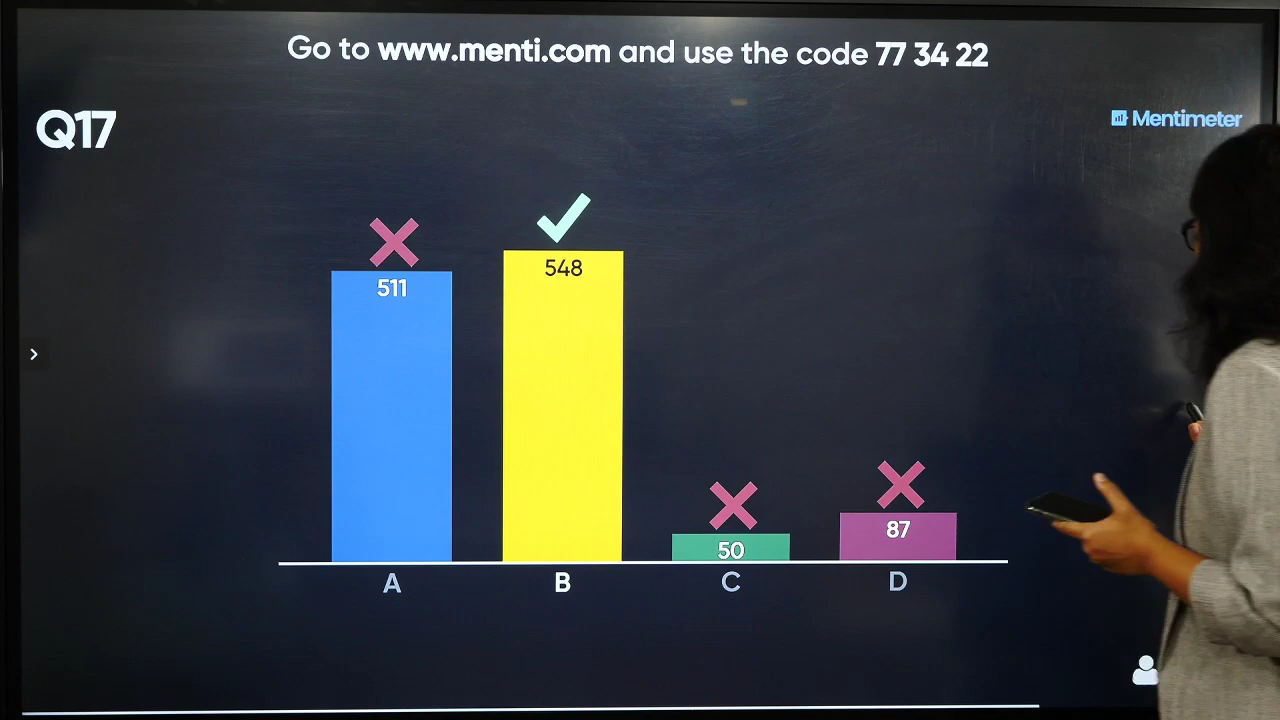 Go to www.menti.com and use the code 77 34 22
Q17
Mentimeter
511
548
50
87
A B C D